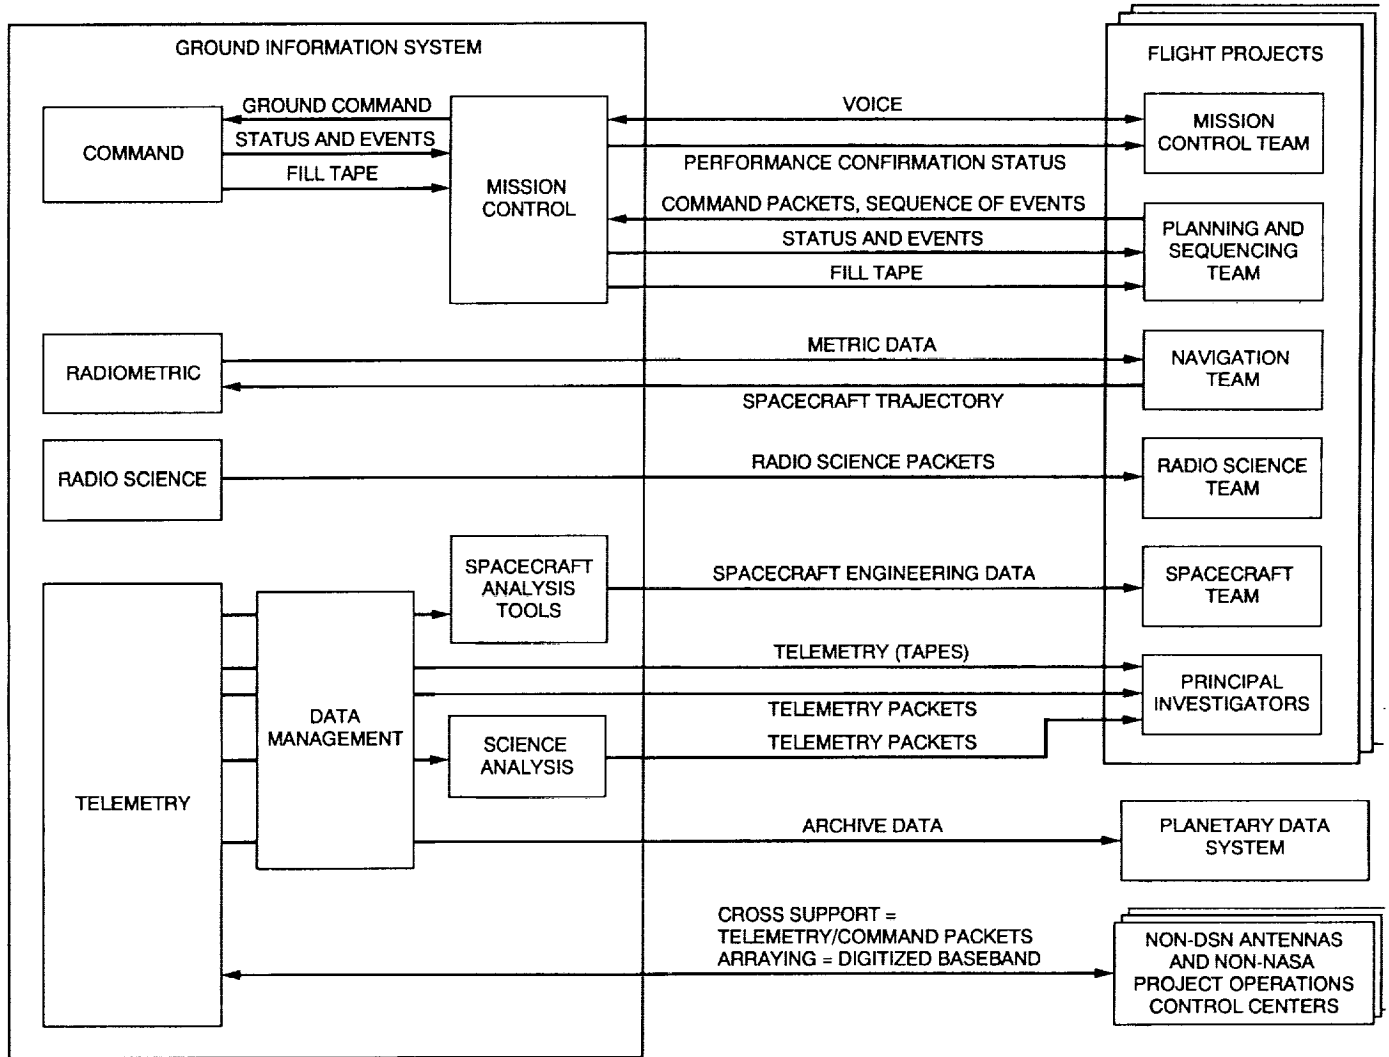 GROUND INFORMATION SYSTEM
FLIGHT PROJECTS
GROUND COMMAND
VOICE
COMMAND
STATUS AND EVENTS
FILL TAPE
MISSION
CONTROL
PERFORMANCE CONFIRMATION STATUS
MISSION
CONTROL TEAM
COMMAND PACKETS, SEQUENCE OF EVENTS
STATUS AND EVENTS
FILL TAPE
PLANNING AND
SEQUENCING
TEAM
RADIOMETRIC
METRIC DATA
SPACECRAFT TRAJECTORY
NAVIGATION
TEAM
RADIO SCIENCE
RADIO SCIENCE PACKETS
RADIO SCIENCE
TEAM
SPACECRAFT
ANALYSIS
TOOLS
SPACECRAFT ENGINEERING DATA
SPACECRAFT
TEAM
TELEMETRY (TAPES)
TELEMETRY PACKETS
PRINCIPAL
INVESTIGATORS
DATA
MANAGEMENT
SCIENCE
ANALYSIS
TELEMETRY PACKETS
TELEMETRY
ARCHIVE DATA
PLANETARY DATA
SYSTEM
CROSS SUPPORT =
TELEMETRY/COMMAND PACKETS
ARRAYING = DIGITIZED BASEBAND
NON-DSN ANTENNAS
AND NON-NASA
PROJECT OPERATIONS
CONTROL CENTERS